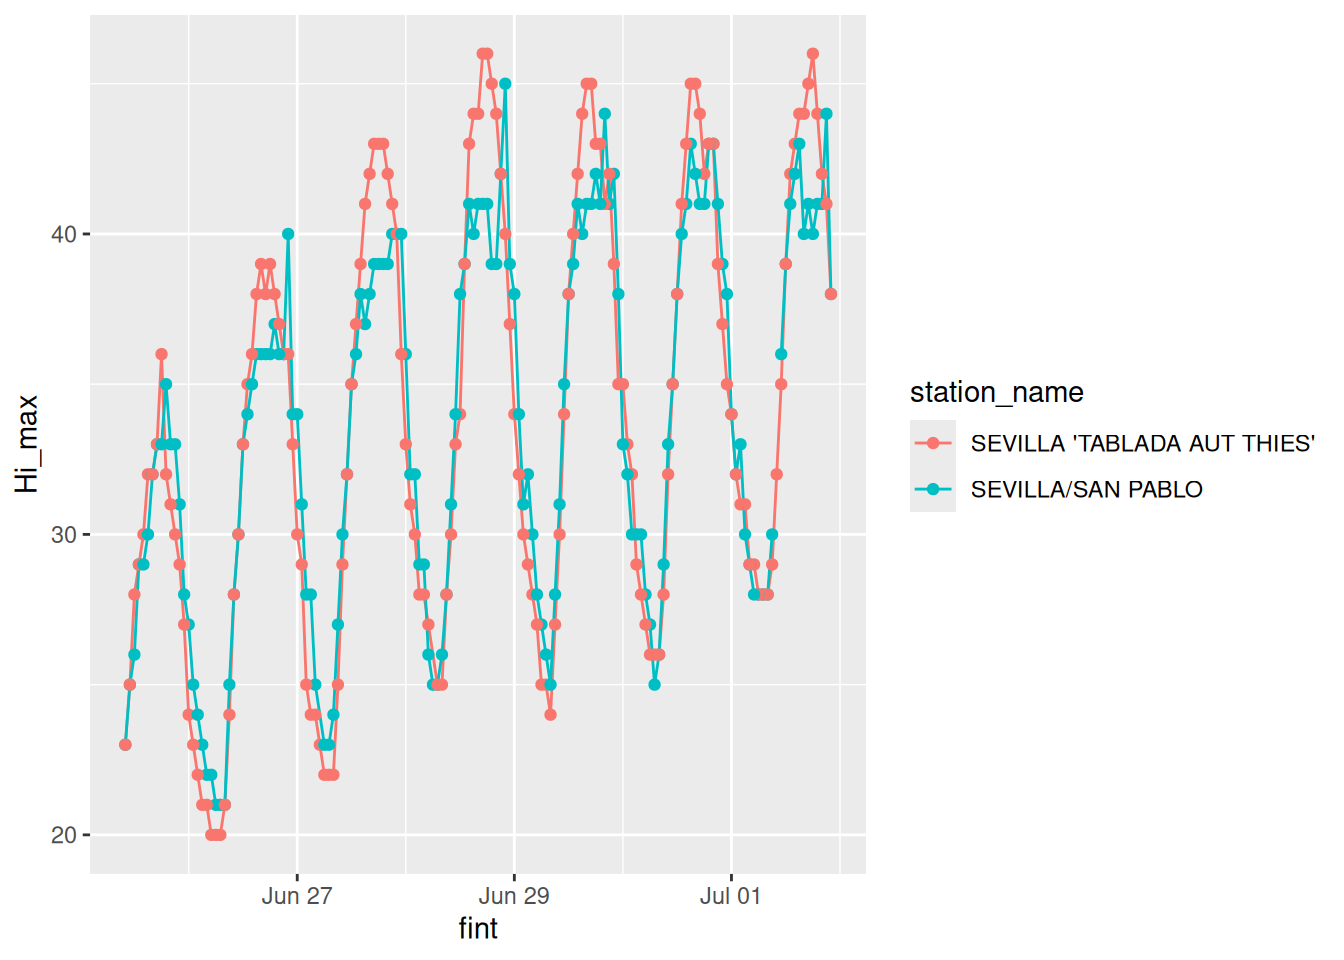 Hi_max
40
30
20
Jun 27
Jun 29
Jul 01
fint
station_name
SEVILLA 'TABLADA AUT THIES'
SEVILLA/SAN PABLO